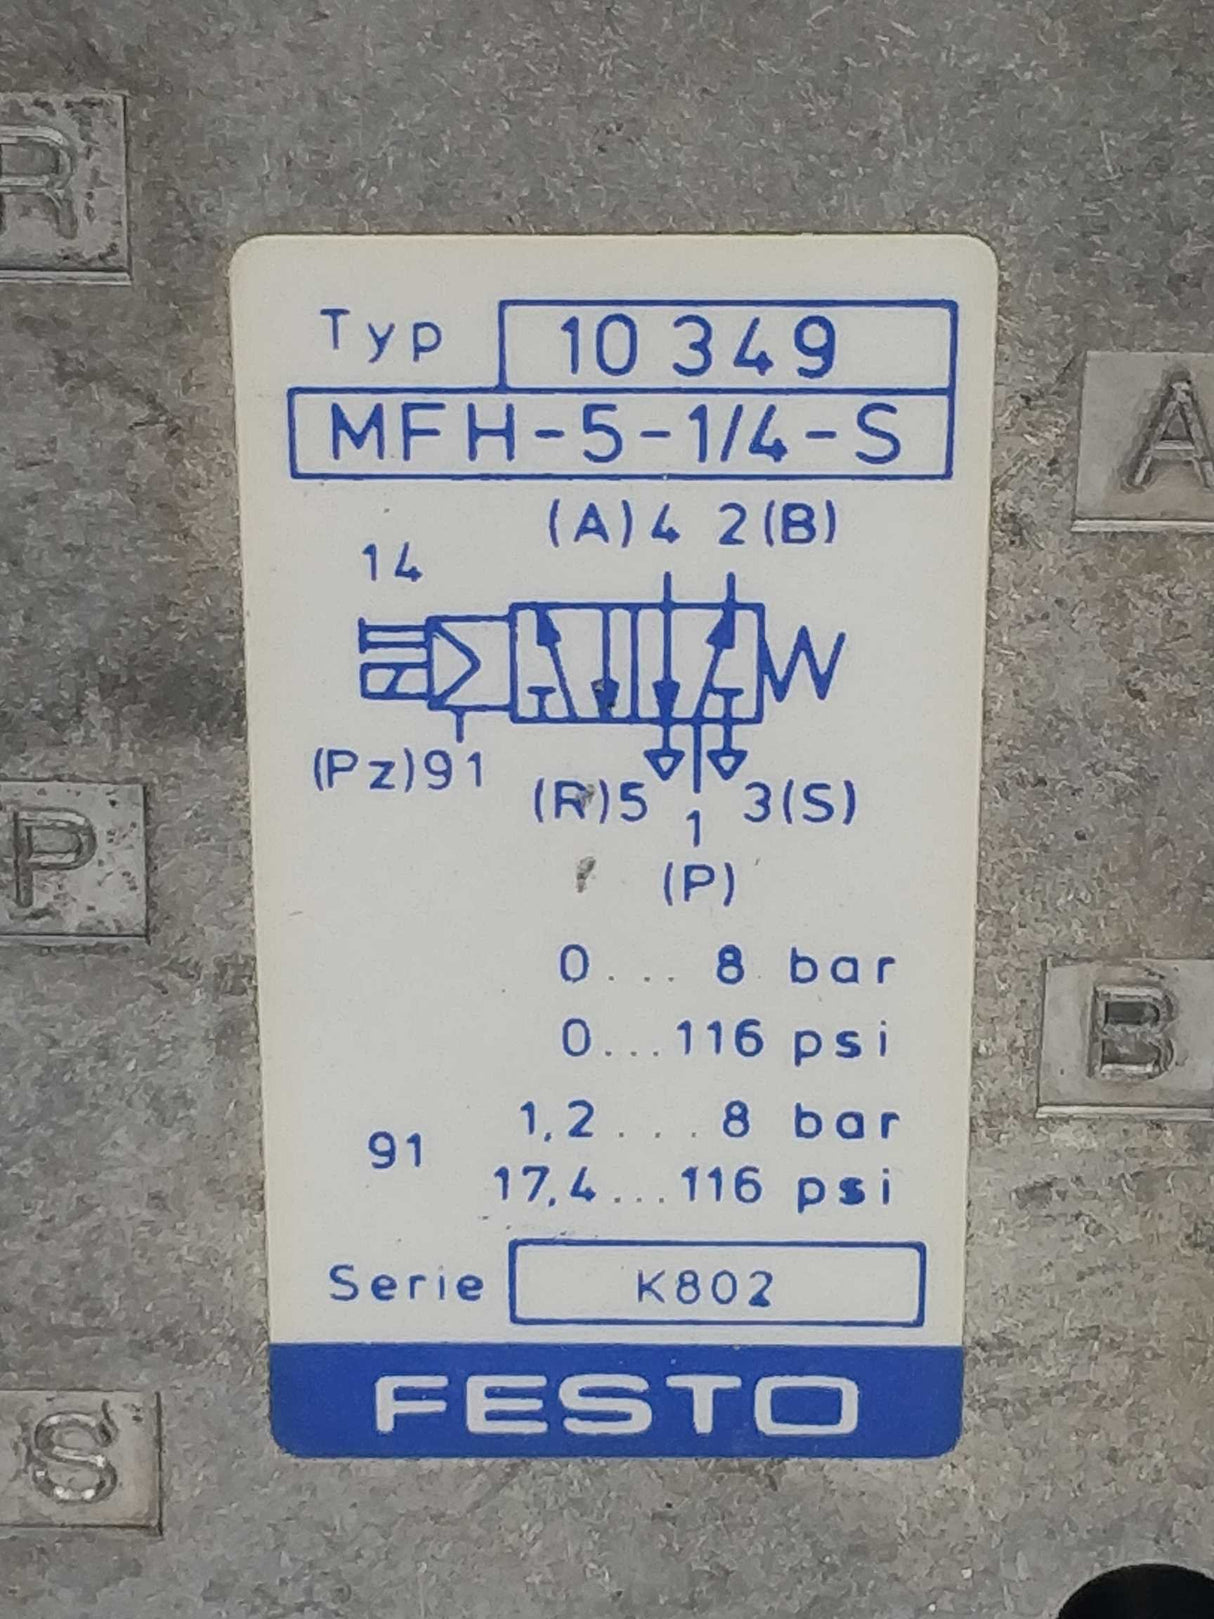 R
A
P
B
S
Typ 10 349
MFH-5-1/4-S
(A) 4 2 (B)
14
(Pz) 91
(R) 5 1 3 (S)
(P)
0 ... 8 bar
0 ... 116 psi
1,2 ... 8 bar
91
17,4 ... 116 psi
Serie K802
FESTO